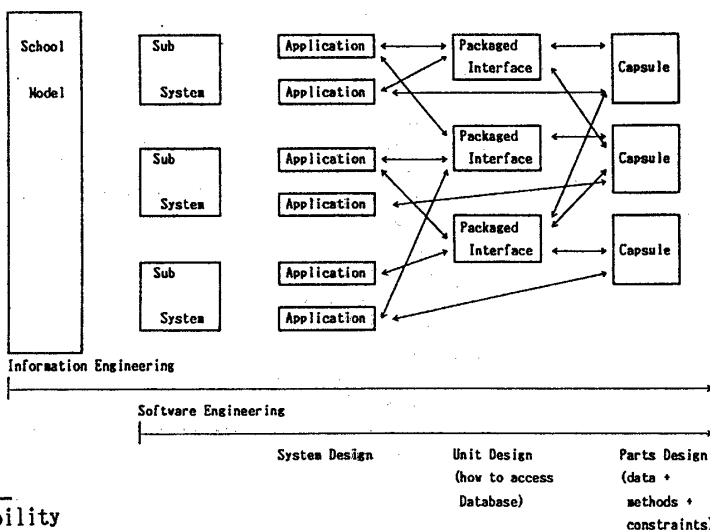 School
Model
Sub
System
Application
Application
Packaged
Interface
Capsule
Sub
System
Application
Application
Packaged
Interface
Capsule
Sub
System
Application
Application
Packaged
Interface
Capsule
Information Engineering
Software Engineering
System Design
Unit Design
(how to access
Database)
Parts Design
(data +
methods +
constraints)